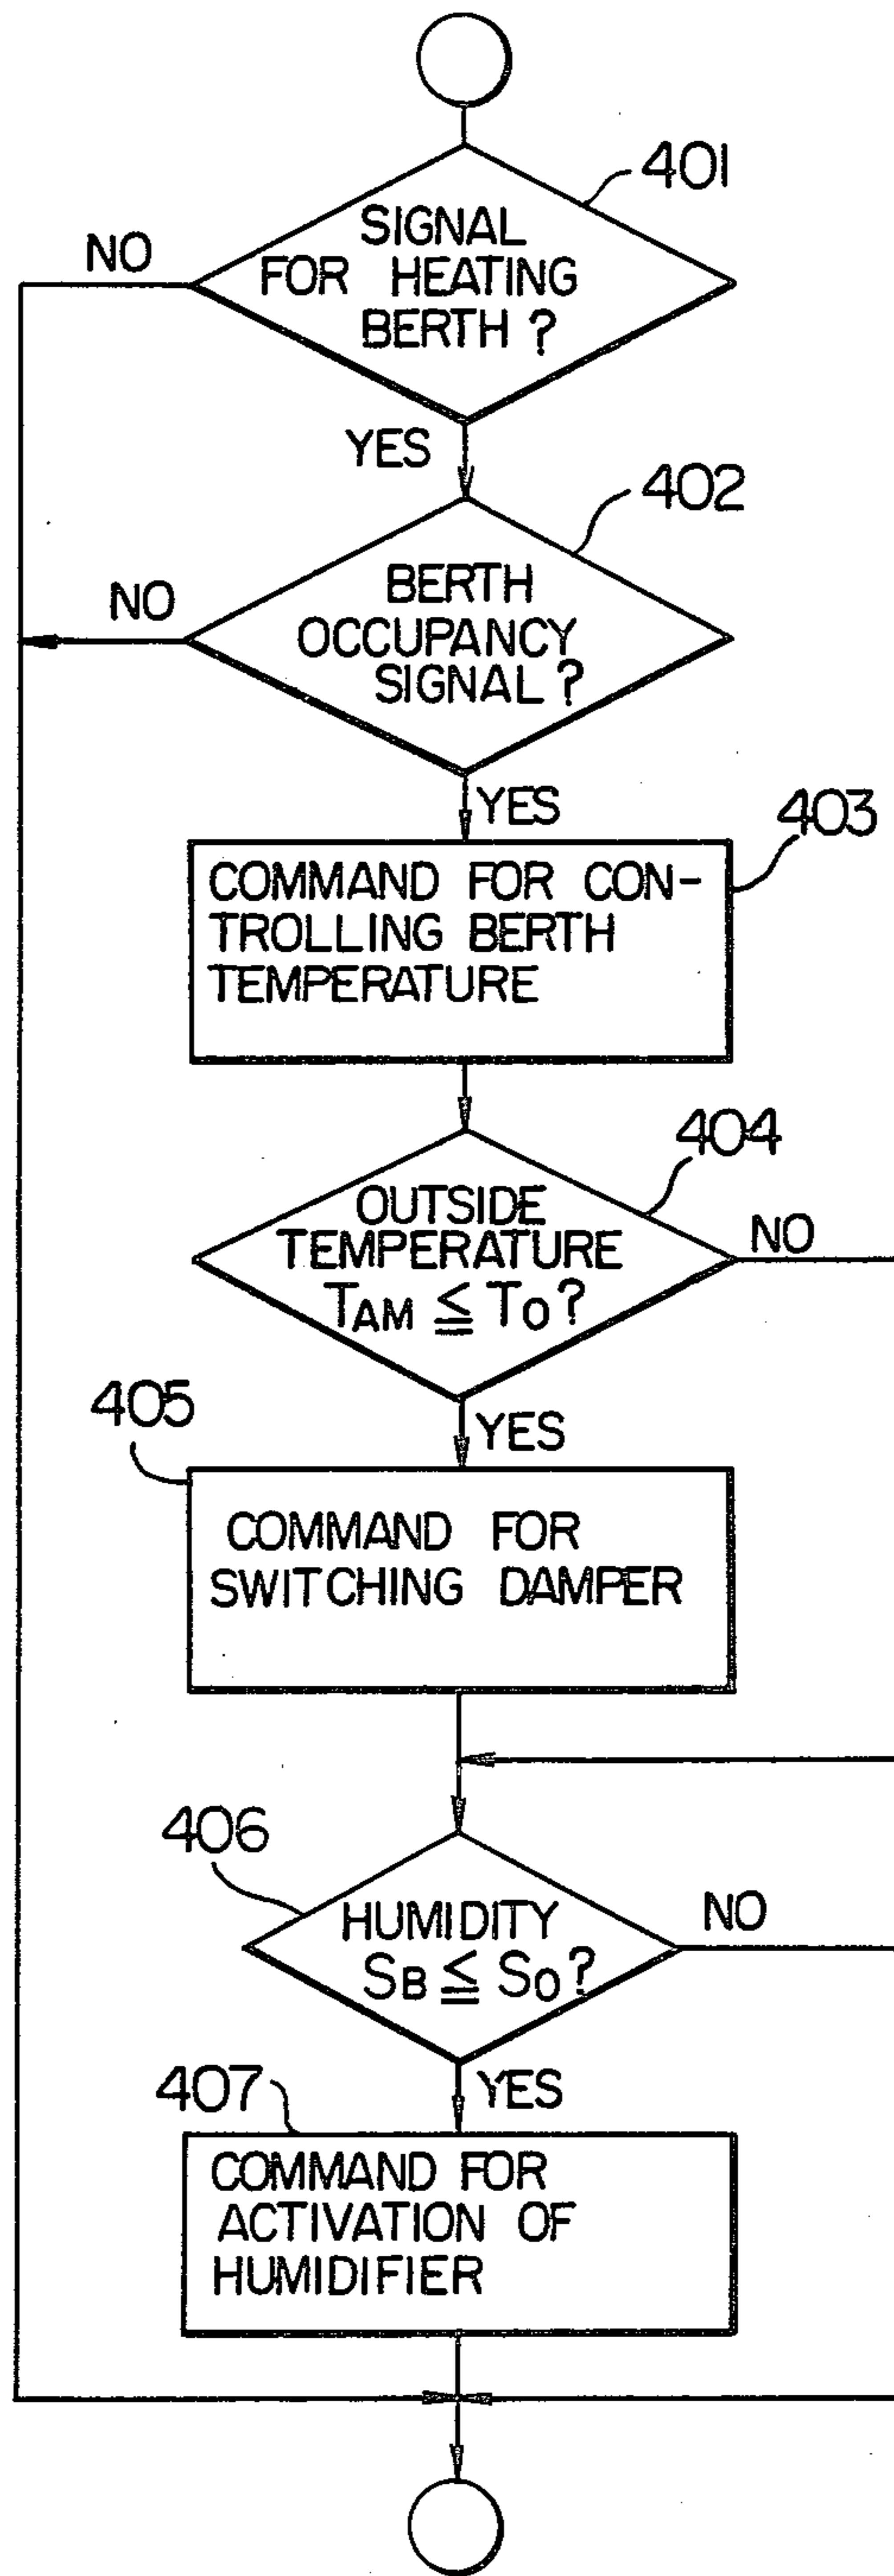 401
NO
SIGNAL
FOR HEATING
BERTH?
YES
402
NO
BERTH
OCCUPANCY
SIGNAL?
YES
403
COMMAND FOR CON-
TROLLING BERTH
TEMPERATURE
404
OUTSIDE
TEMPERATURE
TAM ≦ TO?
NO
405
YES
COMMAND FOR
SWITCHING DAMPER
406
HUMIDITY
SB ≦ SO?
NO
407
YES
COMMAND FOR
ACTIVATION OF
HUMIDIFIER